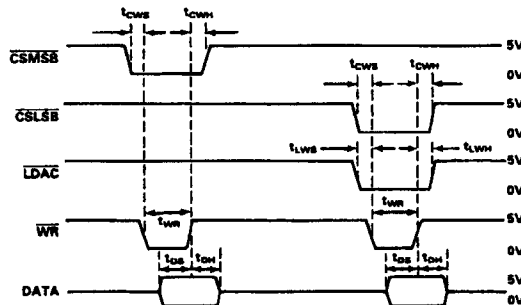 tCWS tCWH
CSMSB 5V
0V
tCWS tCWH
CSLSB 5V
0V
tLWS tLWH
LDAC 5V
0V
tWR tWR
WR 5V
0V
tDS tDH tDS tDH
DATA 5V
0V